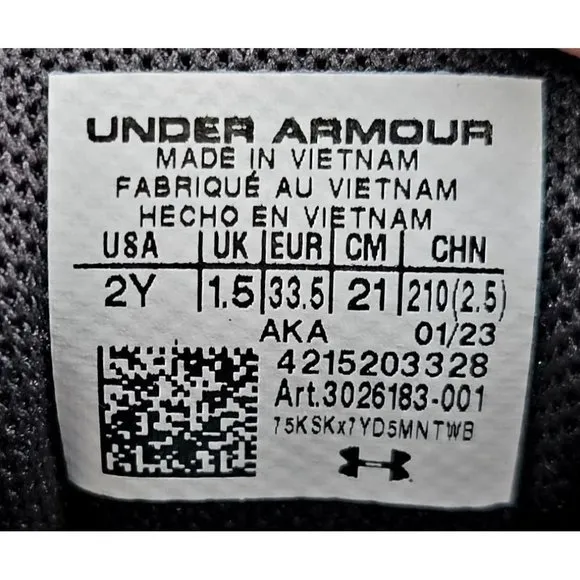 UNDER ARMOUR
MADE IN VIETNAM
FABRIQUÉ AU VIETNAM
HECHO EN VIETNAM
USA UK EUR CM CHN
2Y 1.5 33.5 21 210(2.5)
AKA 01/23
4215203328
Art.3026183-001
75KSKx7YD5MNTWB